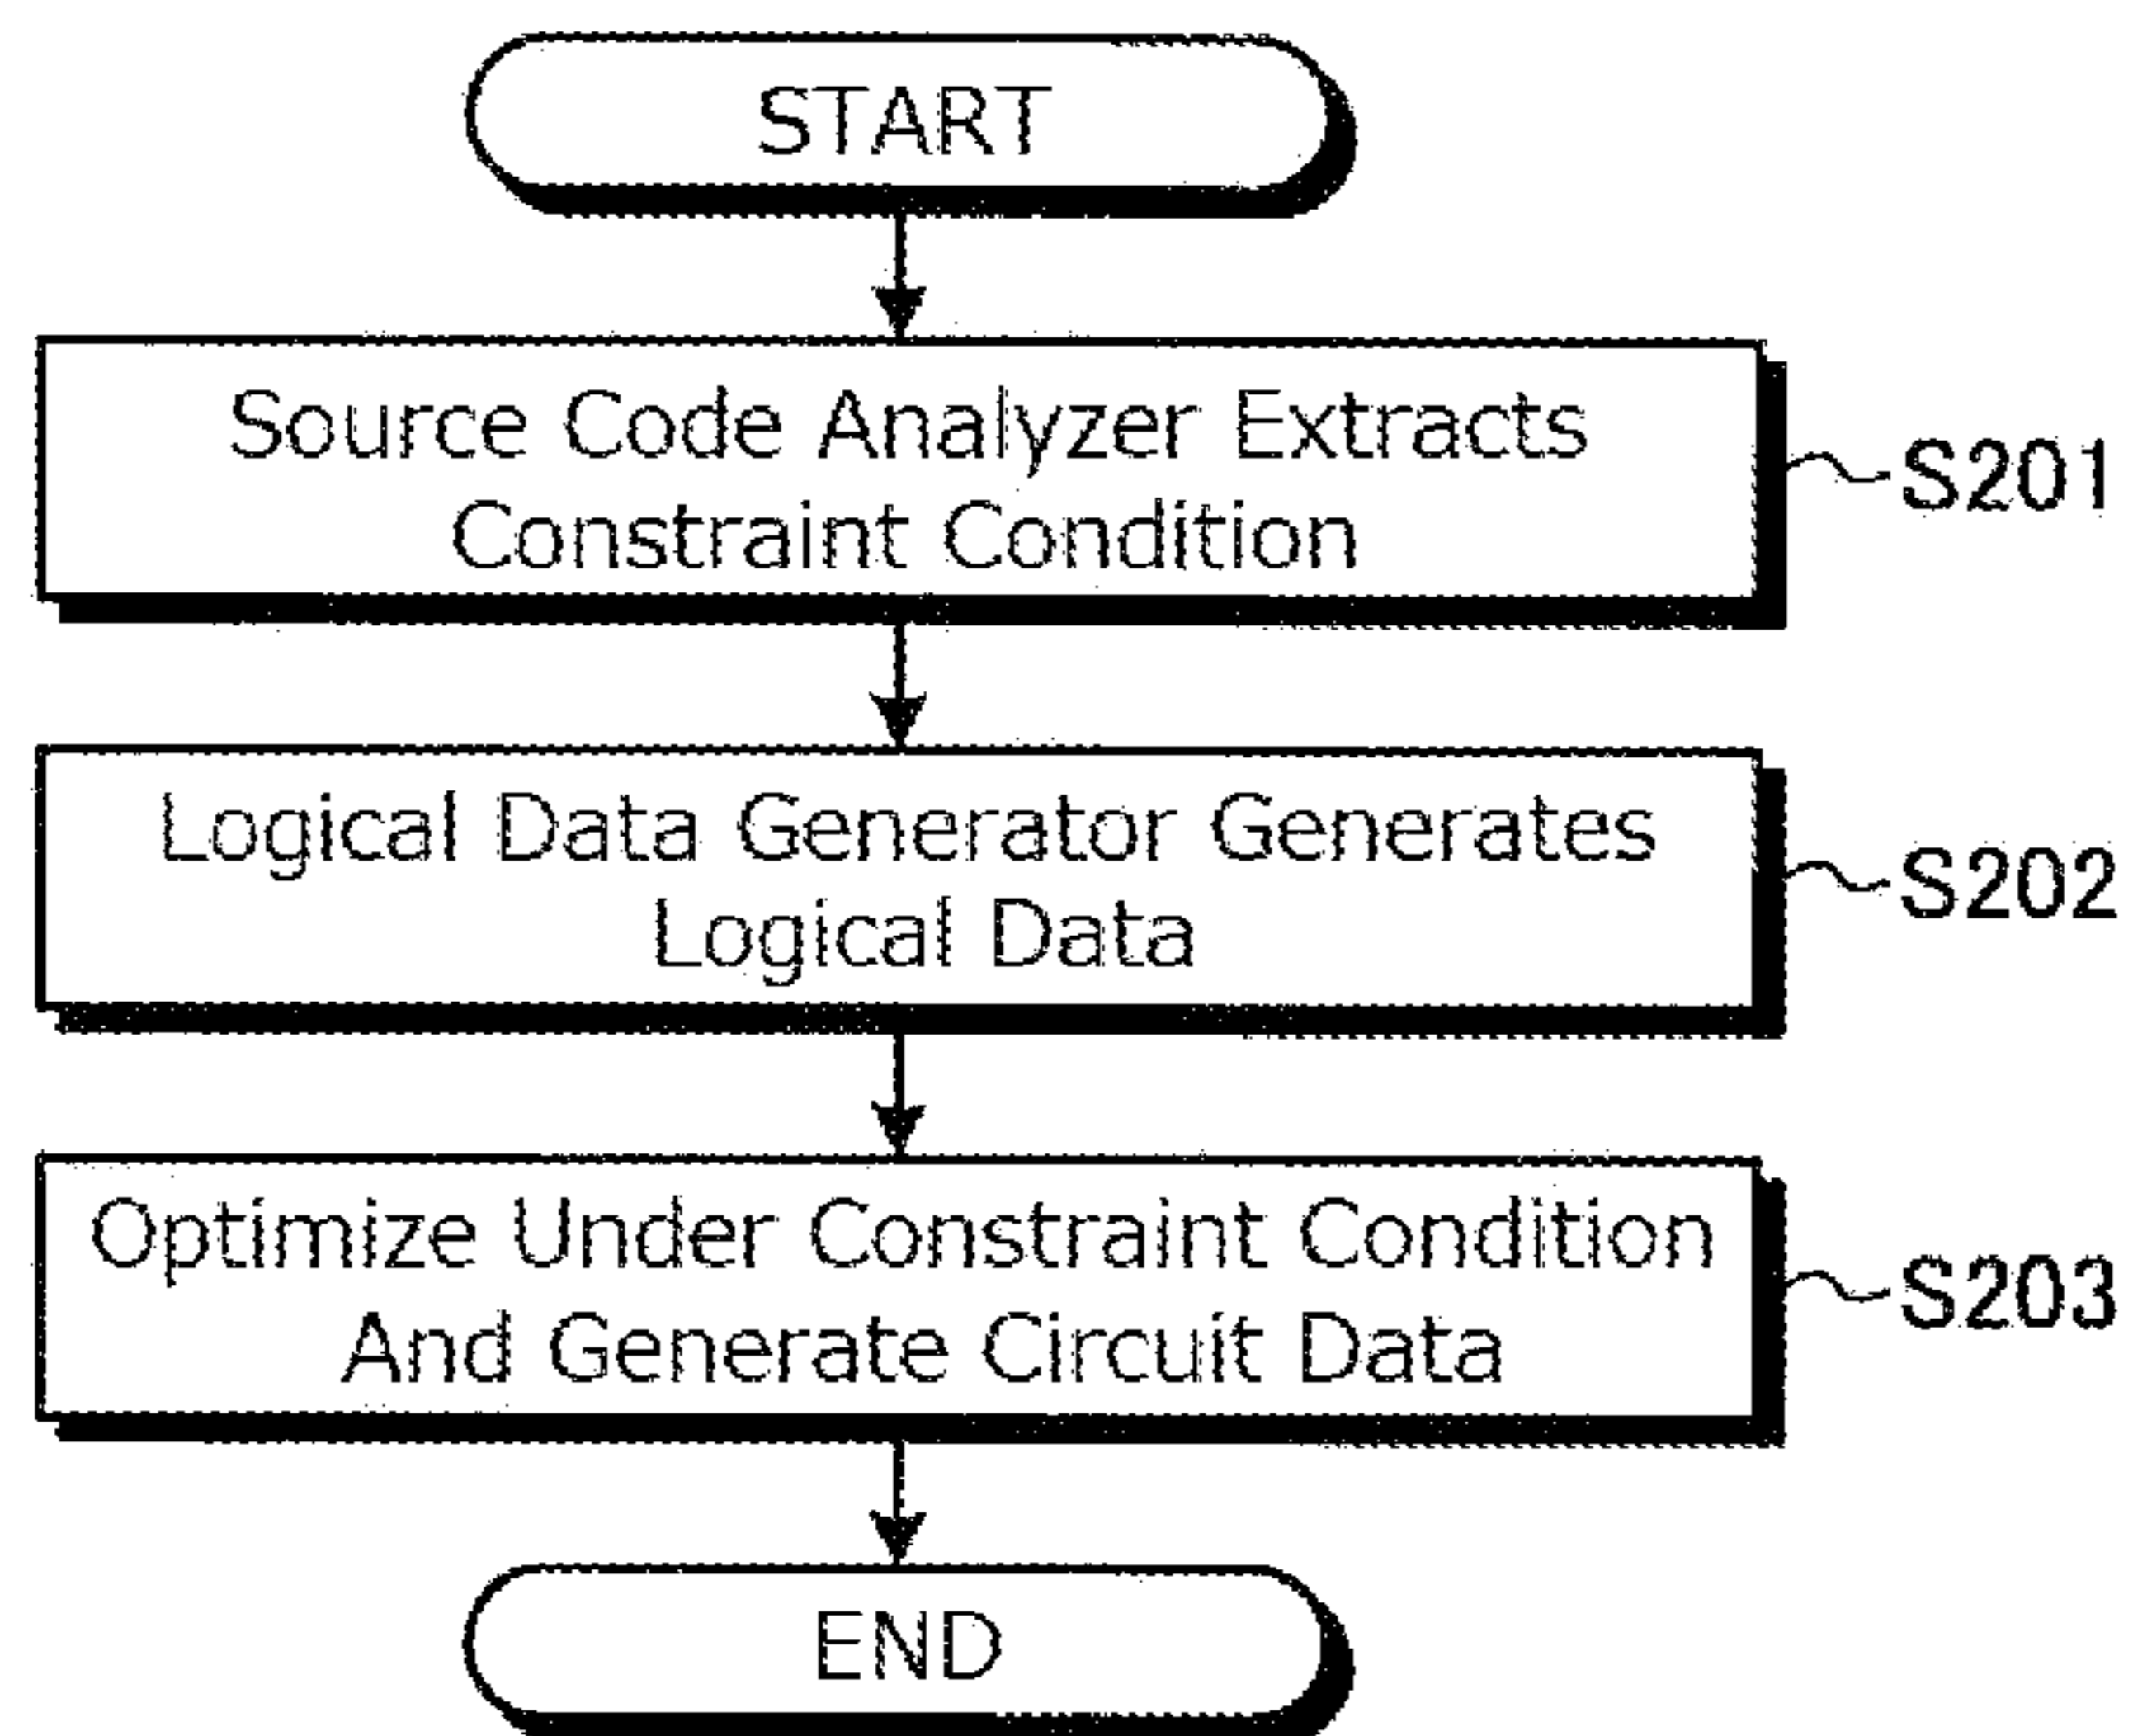 START
Source Code Analyzer Extracts
Constraint Condition
S201
Logical Data Generator Generates
Logical Data
S202
Optimize Under Constraint Condition
And Generate Circuit Data
S203
END